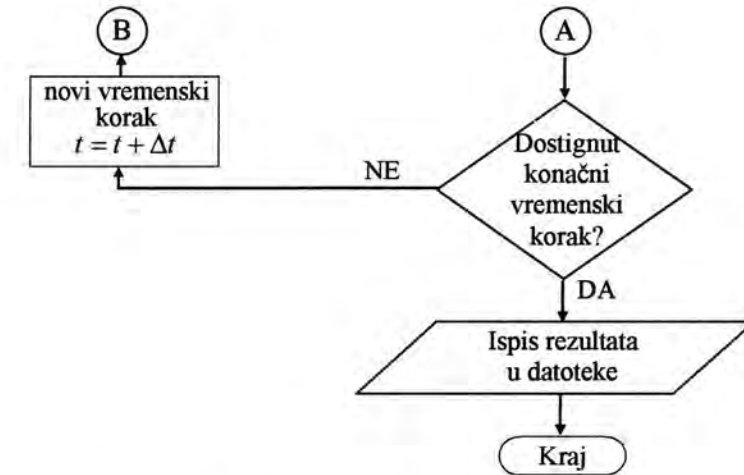 B
A
novi vremenski
korak
t = t + Δt
NE
Dostignut
konačni
vremenski
korak?
DA
Ispis rezultata
u datoteke
Kraj